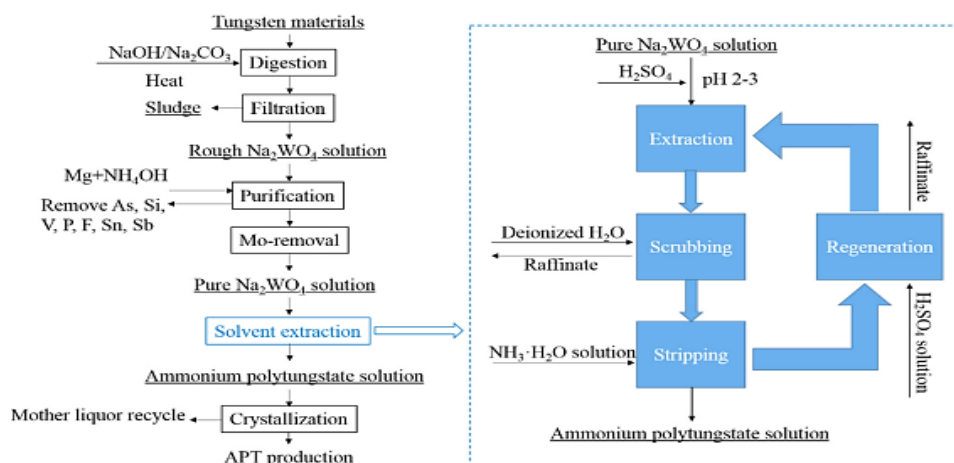 Tungsten materials
NaOH/Na₂CO₃
Digestion
Heat
Sludge
Filtration
Rough Na₂WO₄ solution
Mg+NH₄OH
Purification
Remove As, Si,
V, P, F, Sn, Sb
Mo-removal
Pure Na₂WO₄ solution
Solvent extraction
Ammonium polytungstate solution
Mother liquor recycle
Crystallization
APT production
Pure Na₂WO₄ solution
H₂SO₄
pH 2-3
Extraction
Deionized H₂O
Scrubbing
Raffinate
NH₃·H₂O solution
Stripping
Ammonium polytungstate solution
Raffinate
Regeneration
H₂SO₄ solution